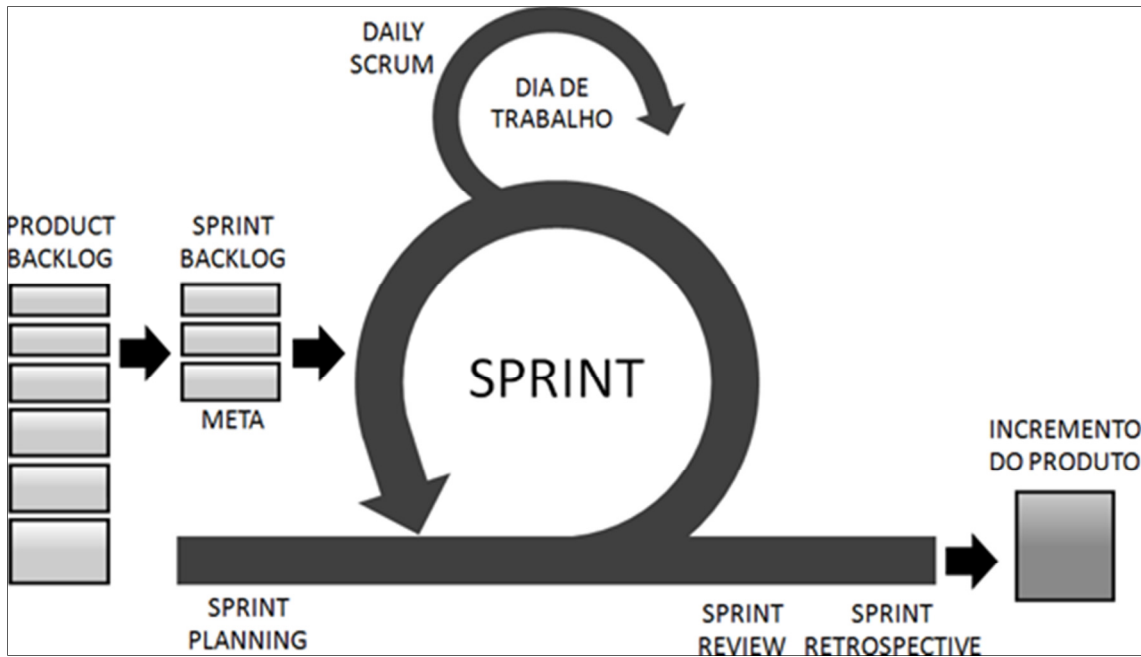 DAILY
SCRUM
DIA DE
TRABALHO
PRODUCT
BACKLOG
SPRINT
BACKLOG
META
SPRINT
INCREMENTO
DO PRODUTO
SPRINT
PLANNING
SPRINT
REVIEW
SPRINT
RETROSPECTIVE